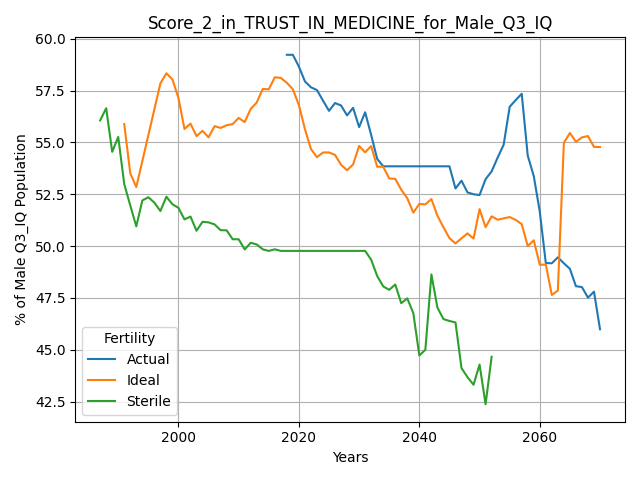 Score_2_in_TRUST_IN_MEDICINE_for_Male_Q3_IQ
60.0
57.5
55.0
52.5
50.0
47.5
45.0
42.5
% of Male Q3_IQ Population
Fertility
Actual
Ideal
Sterile
2000
2020
2040
2060
Years